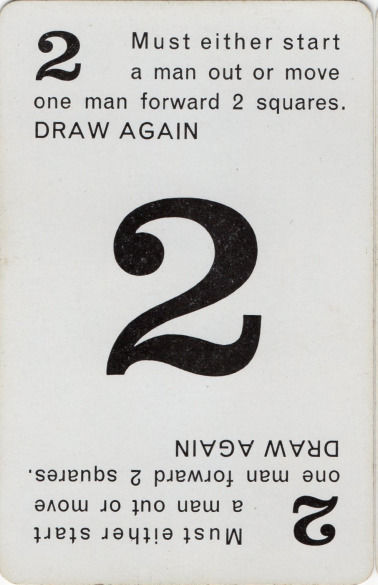 2 Must either start
a man out or move
one man forward 2 squares.
DRAW AGAIN
2
2 Must either start
a man out or move
one man forward 2 squares.
DRAW AGAIN